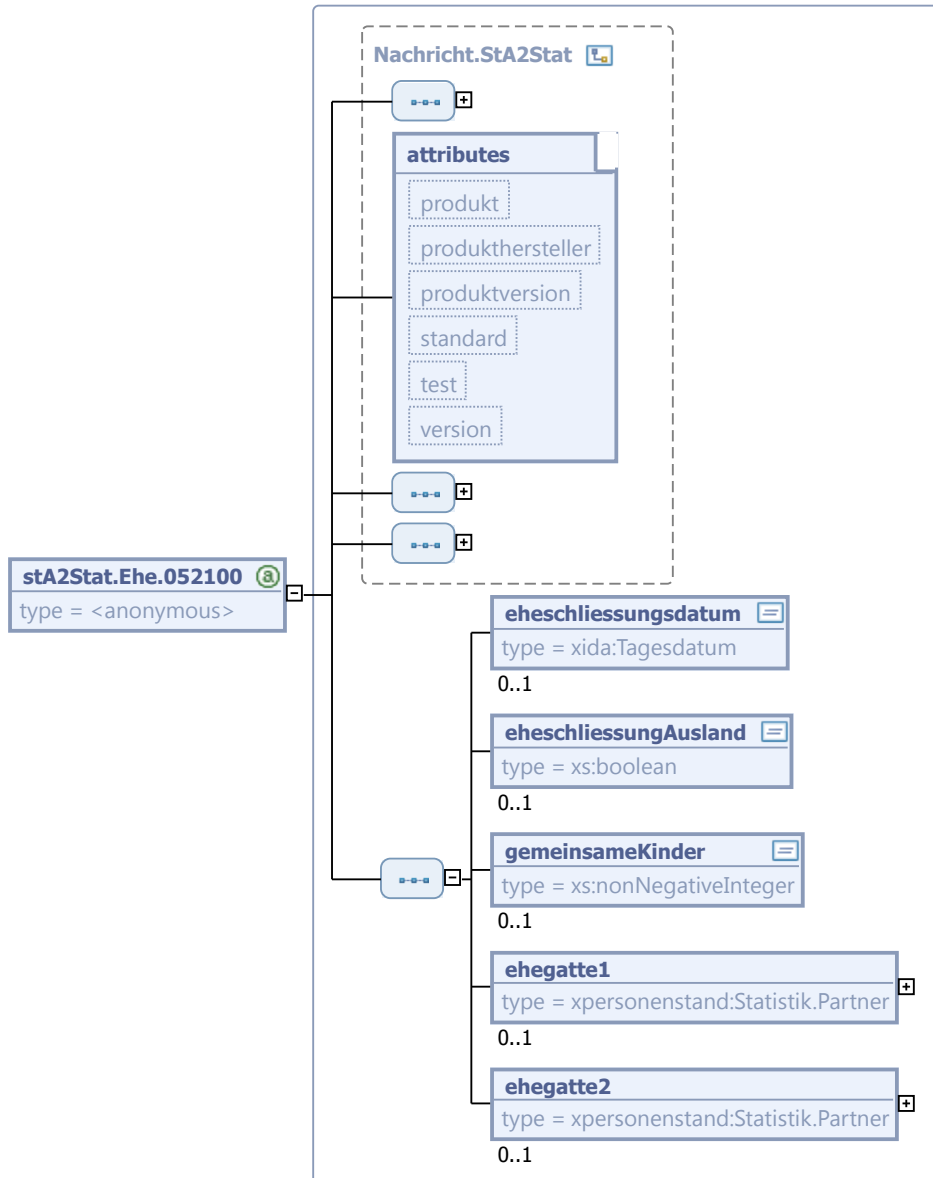 Nachricht.StA2Stat
attributes
produkt
produkthersteller
produktversion
standard
test
version
stA2Stat.Ehe.052100
type = <anonymous>
eheschliessungsdatum
type = xida:Tagesdatum
0..1
eheschliessungAusland
type = xs:boolean
0..1
gemeinsameKinder
type = xs:nonNegativeInteger
0..1
ehegatte1
type = xpersonenstand:Statistik.Partner
0..1
ehegatte2
type = xpersonenstand:Statistik.Partner
0..1